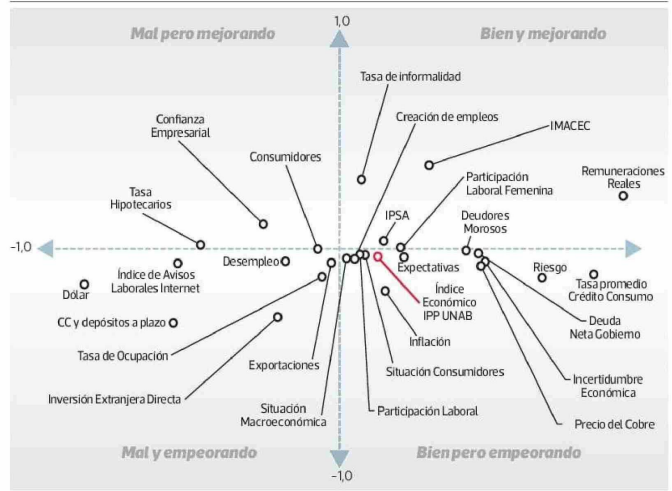 Mal pero mejorando
1,0
Bien y mejorando
Tasa de informalidad
Confianza
Empresarial
Creación de empleos
IMACEC
Consumidores
Participación
Laboral Femenina
Remuneraciones
Reales
Tasa
Hipotecarios
IPSA
Deudores
Morosos
-1,0
Desempleo
Expectativas
Riesgo
Índice de Avisos
Laborales Internet
Tasa promedio
Crédito Consumo
Dólar
Índice
Económico
IPP UNAB
CC y depósitos a plazo
Deuda
Neta Gobierno
Inflación
Tasa de Ocupación
Exportaciones
Situación Consumidores
Incertidumbre
Económica
Inversión Extranjera Directa
Situación
Macroeconómica
Participación Laboral
Precio del Cobre
Mal y empeorando
Bien pero empeorando
-1,0